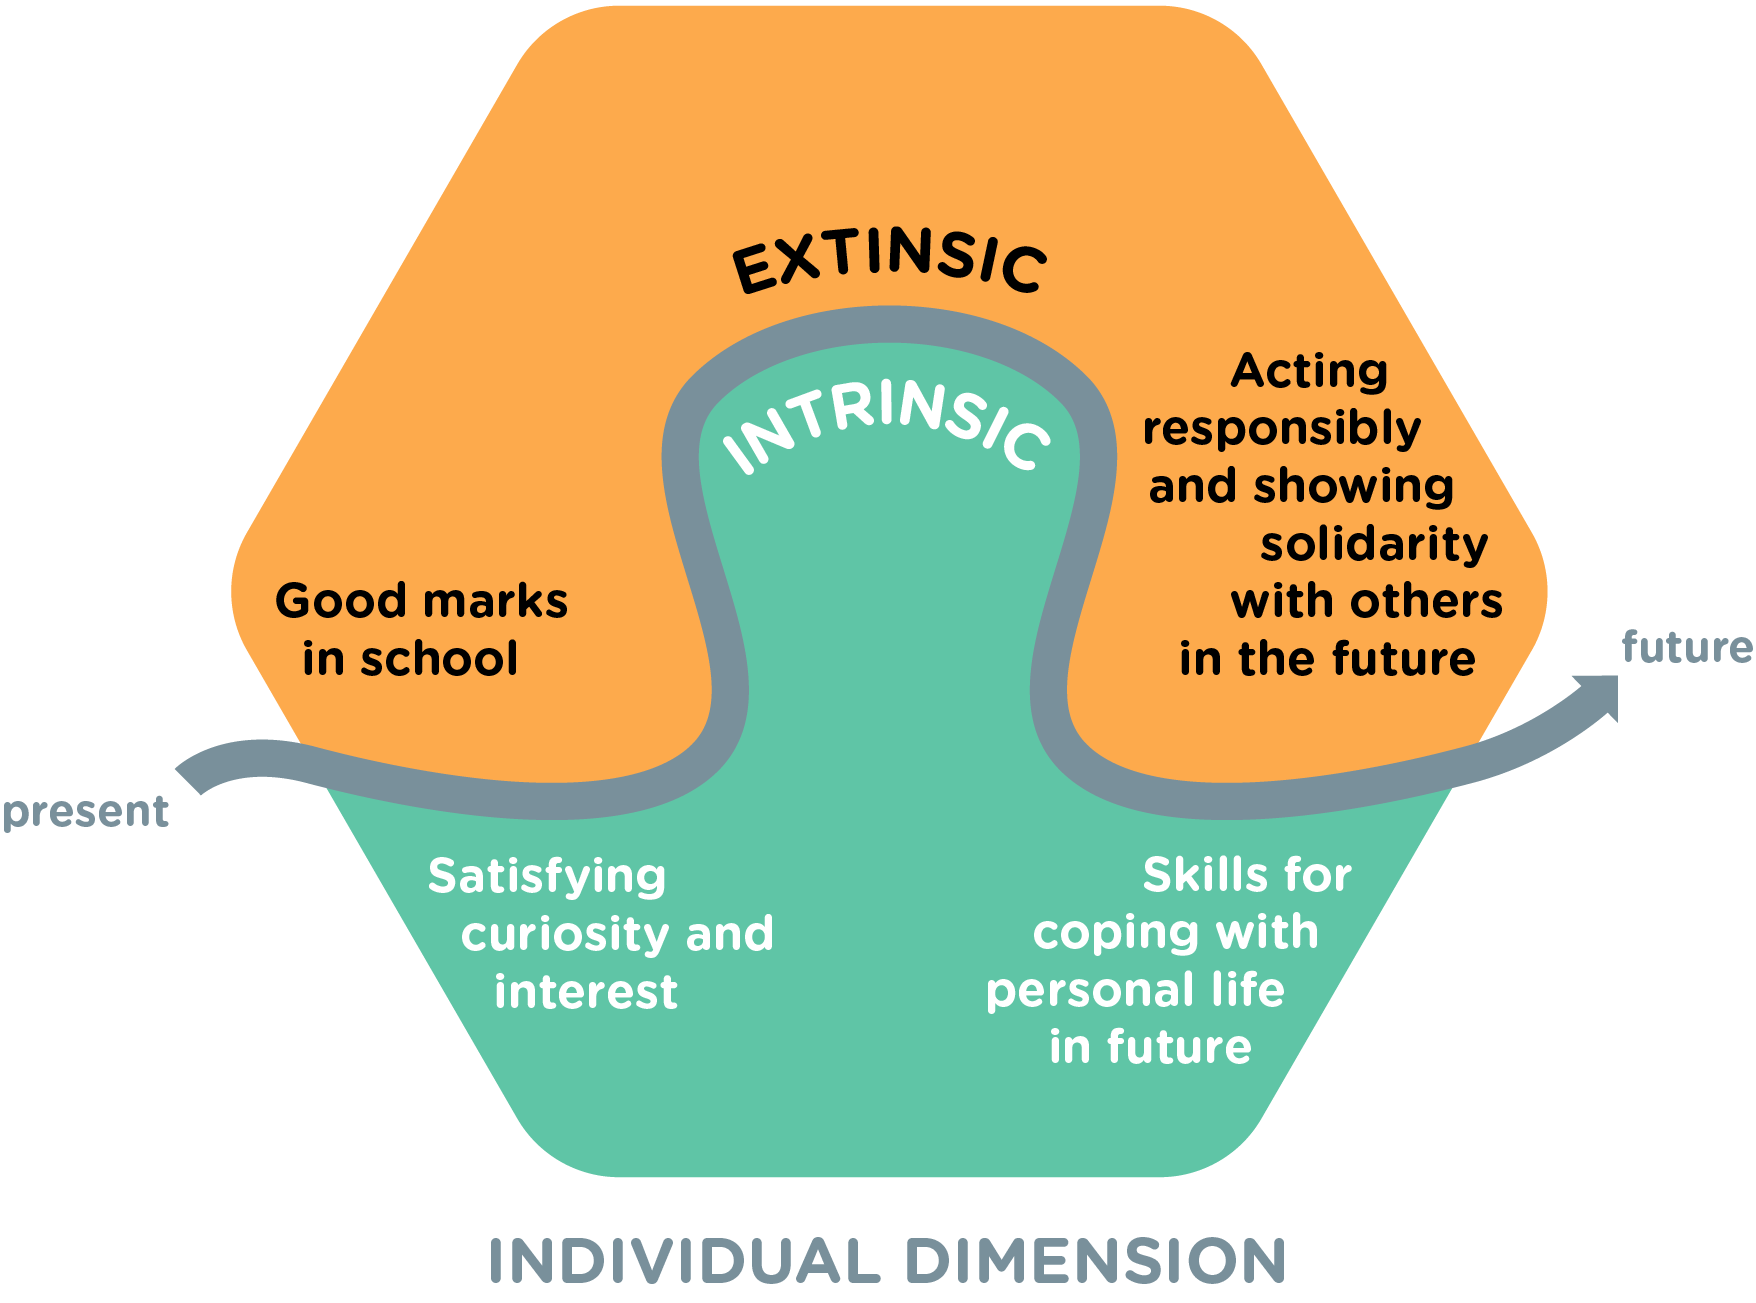 EXTINSIC
INTRINSIC
Good marks
in school
Acting
responsibly
and showing
solidarity
with others
in the future
present
future
Satisfying
curiosity and
interest
Skills for
coping with
personal life
in future
INDIVIDUAL DIMENSION